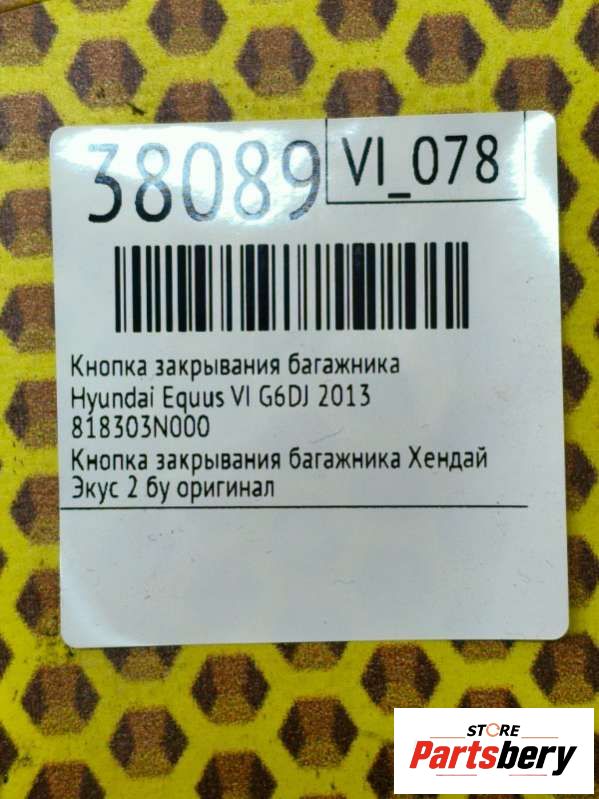 38089
VI_078
Кнопка закрывания багажника
Hyundai Equus VI G6DJ 2013
818303N000
Кнопка закрывания багажника Хендай
Экус 2 бу оригинал
STORE
Partsbery